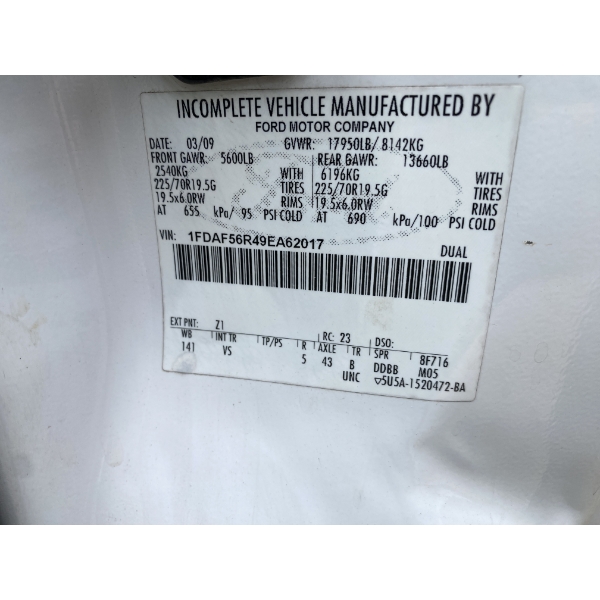 INCOMPLETE VEHICLE MANUFACTURED BY
FORD MOTOR COMPANY
DATE: 03/09 GVWR: 17950LB/ 8142KG
FRONT GAWR: 5600LB REAR GAWR: 13660LB
2540KG WITH 6196KG WITH
225/70R19.5G TIRES 225/70R19.5G TIRES
19.5x6.0RW RIMS 19.5x6.0RW RIMS
AT 655 kPa/ 95 PSI COLD AT 690 kPa/100 PSI COLD
VIN: 1FDAF56R49EA62017 DUAL
EXT PNT: Z1 RC: 23 DSO:
WB INT TR TP/PS R AXLE TR SPR 8F716
141 VS 5 43 B DDBB M05
UNC ▽5U5A-1520472-BA